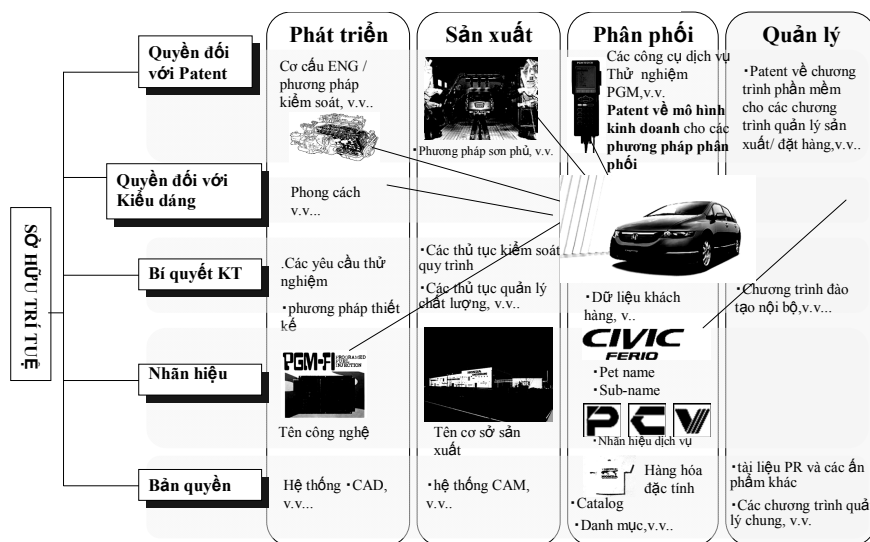 Phát triển
Sản xuất
Phân phối
Quản lý
SỞ HỮU TRÍ TUỆ
Quyền đối
với Patent
Cơ cấu ENG /
phương pháp
kiểm soát, v.v..
・Phương pháp sơn phủ, v.v.
Các công cụ dịch vụ
Thử nghiệm
PGM,v.v.
Patent về mô hình
kinh doanh cho các
phương pháp phân
phối
・Patent về chương
trình phần mềm
cho các chương
trình quản lý sản
xuất/ đặt hàng,v.v..
Quyền đối với
Kiểu dáng
Phong cách
v.v...
Bí quyết KT
.Các yêu cầu thử
nghiệm
・phương pháp thiết
kế
・Các thủ tục kiểm soát
quy trình
・Các thủ tục quản lý
chất lượng, v.v..
・Dữ liệu khách
hàng, v..
・Chương trình đào
tạo nội bộ,v.v...
Nhãn hiệu
PGM-FI PROGRAMED
FUEL
INJECTION
Tên công nghệ
Tên cơ sở sản
xuất
CIVIC
FERIO
・Pet name
・Sub-name
P C V
・Nhãn hiệu dịch vụ
Bản quyền
Hệ thống ・CAD,
v.v...
・hệ thống CAM,
v.v..
Hàng hóa
đặc tính
・Catalog
・Danh mục,v.v..
・tài liệu PR và các ấn
phẩm khác
・Các chương trình quả
lý chung, v.v.